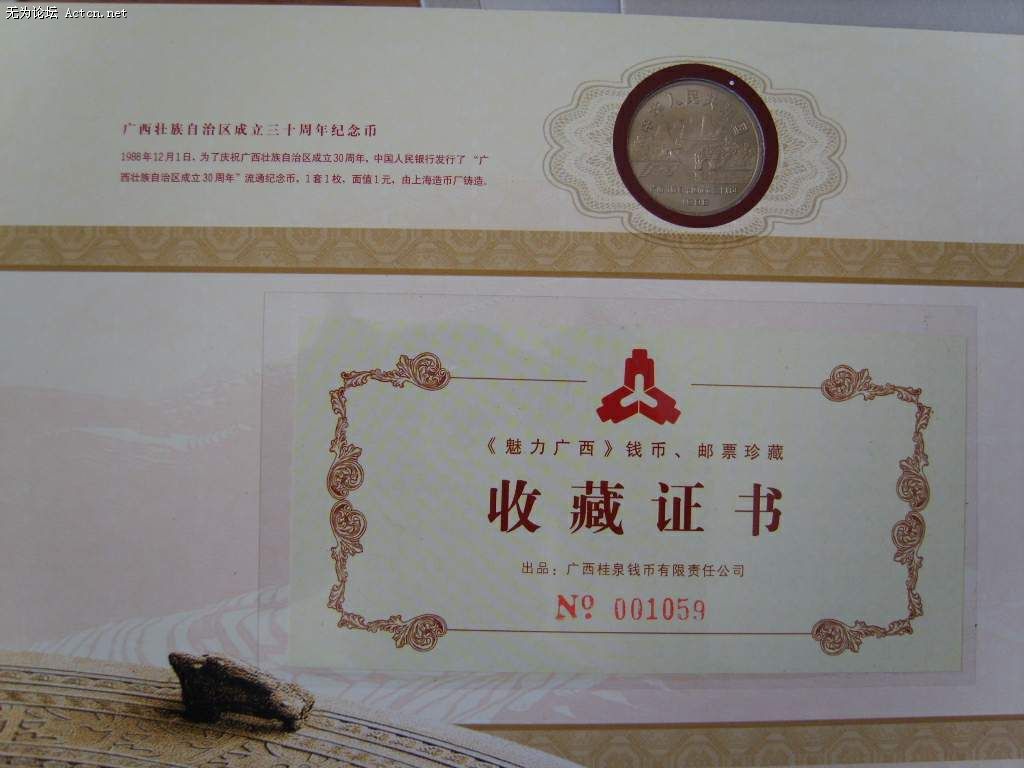 无为论坛 Actcn.net
广西壮族自治区成立三十周年纪念币
1988年12月1日，为了庆祝广西壮族自治区成立30周年，中国人民银行发行了“广
西壮族自治区成立30周年”流通纪念币，1套1枚，面值1元，由上海造币厂铸造。
《魅力广西》钱币、邮票珍藏
收藏证书
出品：广西桂泉钱币有限责任公司
Nº 001059